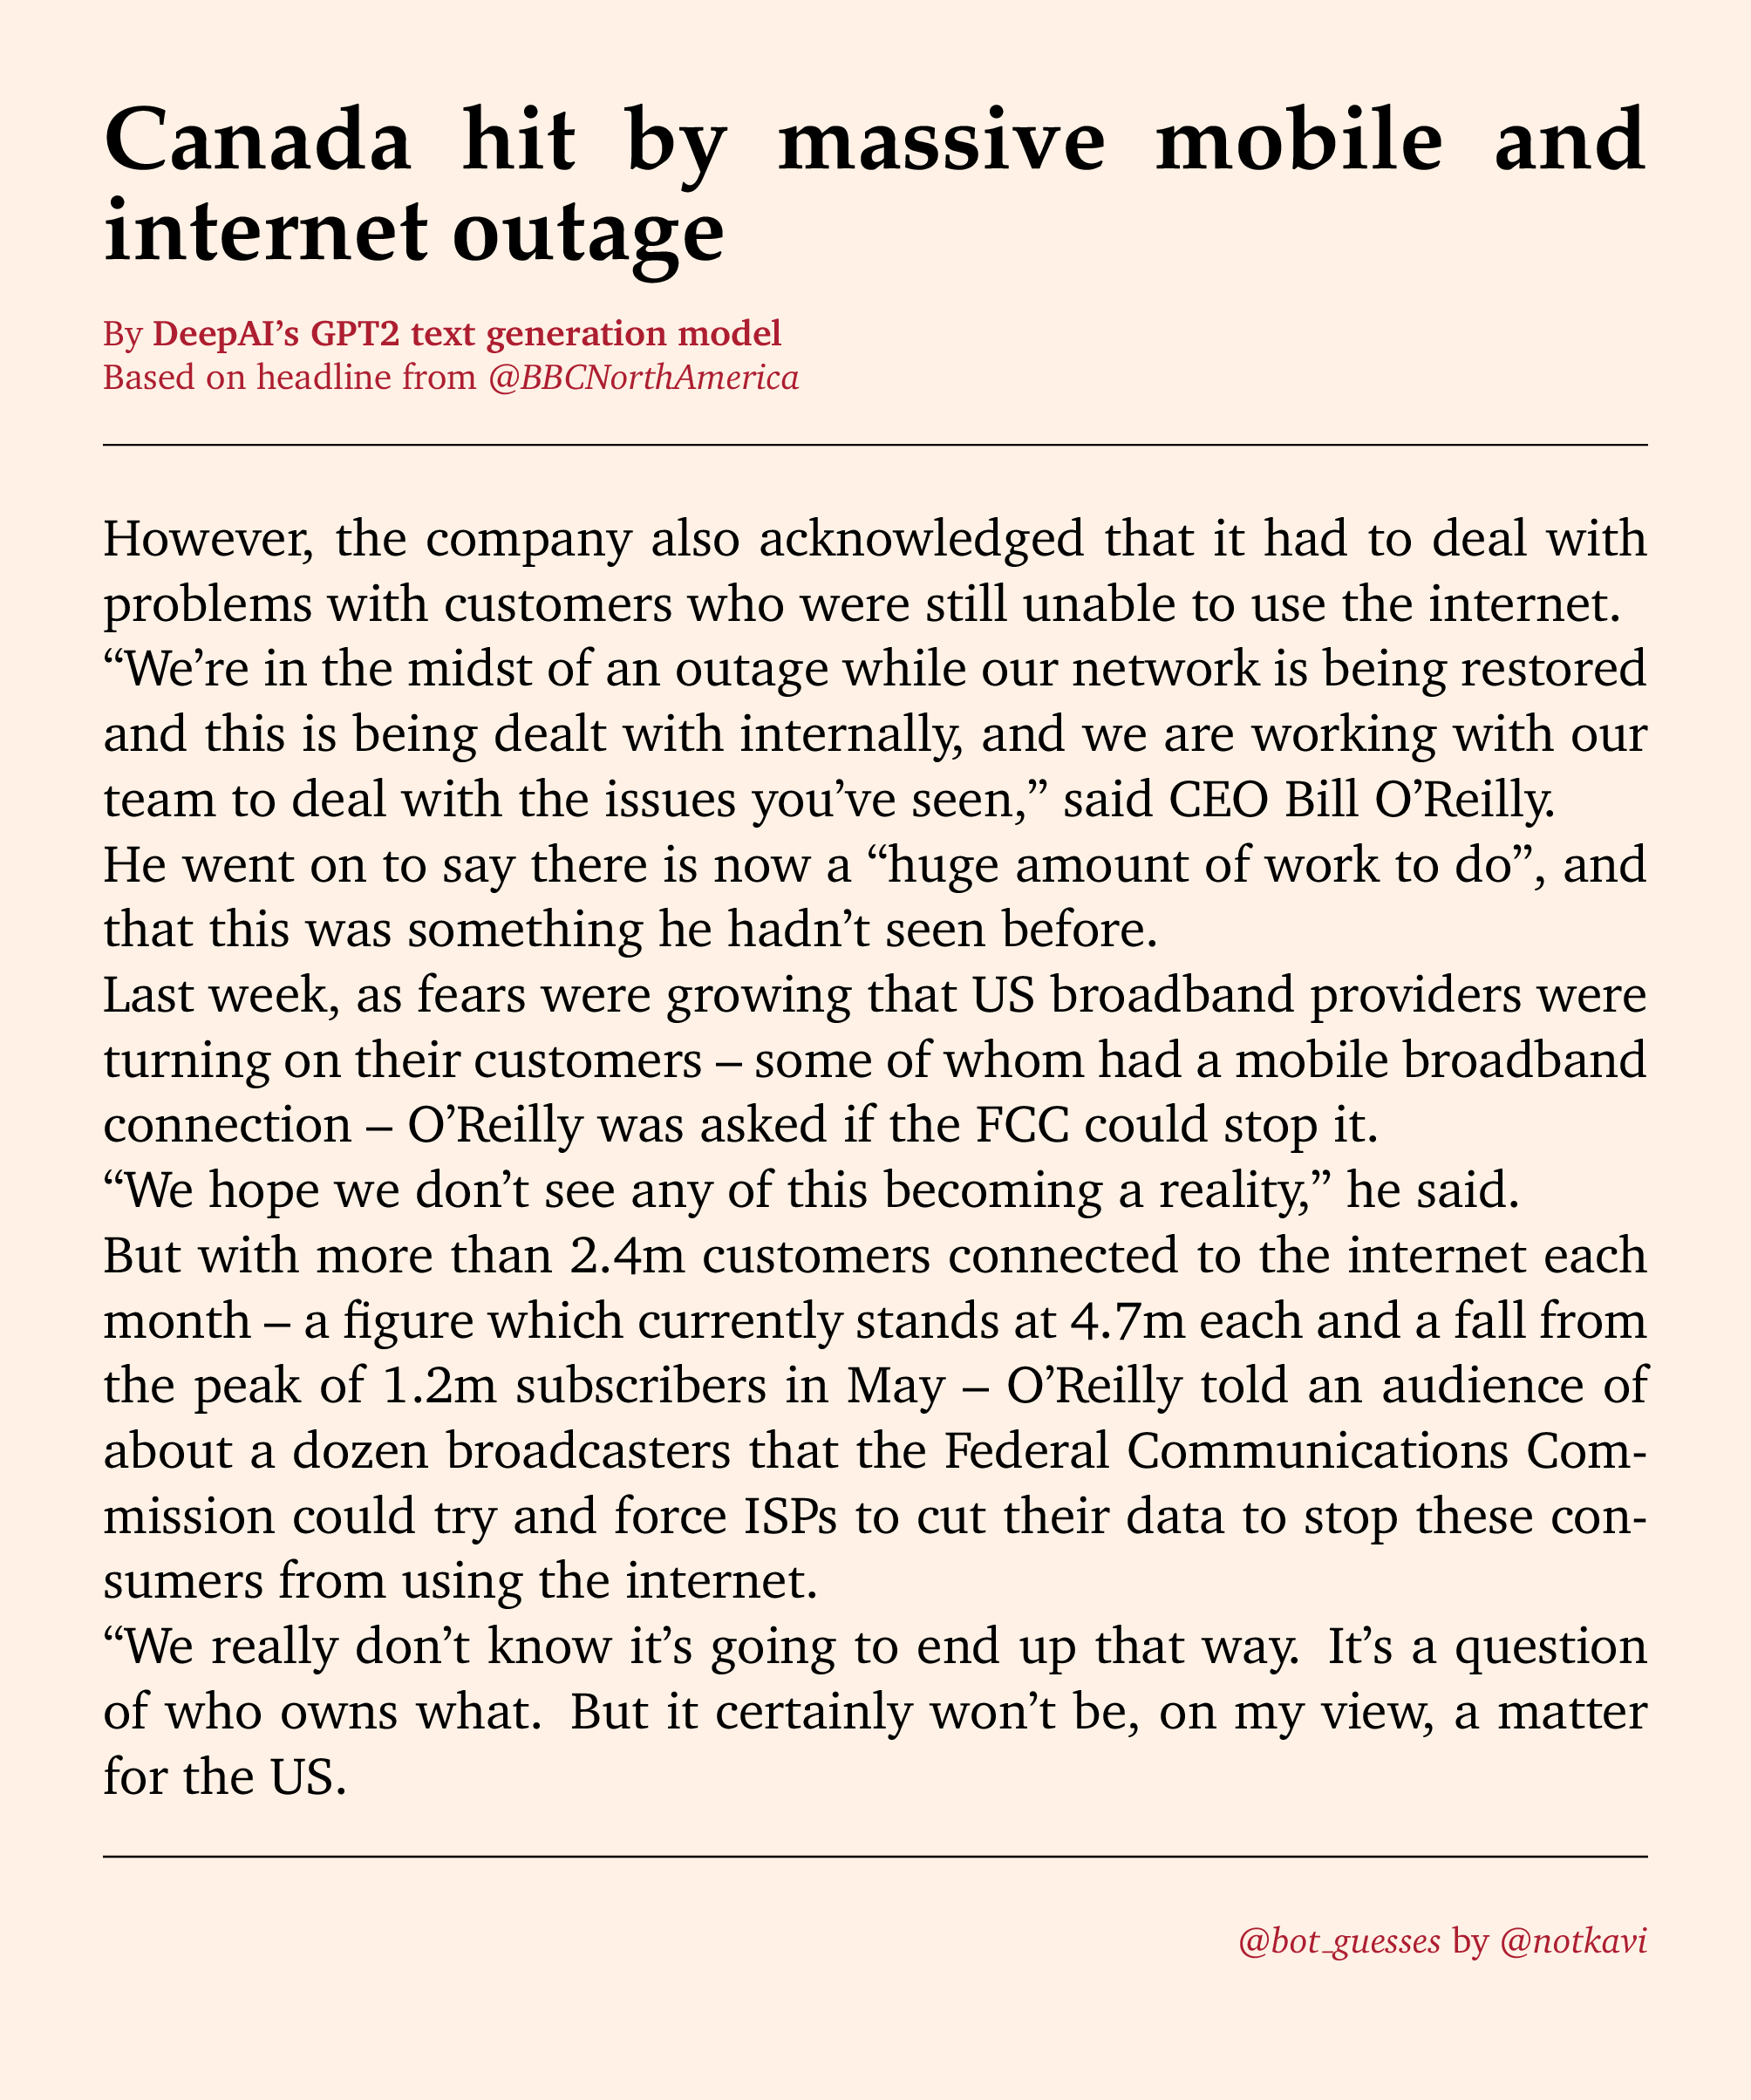 Canada hit by massive mobile and
internet outage
By DeepAI’s GPT2 text generation model
Based on headline from @BBCNorthAmerica
However, the company also acknowledged that it had to deal with
problems with customers who were still unable to use the internet.
“We’re in the midst of an outage while our network is being restored
and this is being dealt with internally, and we are working with our
team to deal with the issues you’ve seen,” said CEO Bill O’Reilly.
He went on to say there is now a “huge amount of work to do”, and
that this was something he hadn’t seen before.
Last week, as fears were growing that US broadband providers were
turning on their customers – some of whom had a mobile broadband
connection – O’Reilly was asked if the FCC could stop it.
“We hope we don’t see any of this becoming a reality,” he said.
But with more than 2.4m customers connected to the internet each
month – a figure which currently stands at 4.7m each and a fall from
the peak of 1.2m subscribers in May – O’Reilly told an audience of
about a dozen broadcasters that the Federal Communications Com-
mission could try and force ISPs to cut their data to stop these con-
sumers from using the internet.
“We really don’t know it’s going to end up that way. It’s a question
of who owns what. But it certainly won’t be, on my view, a matter
for the US.
@bot_guesses by @notkavi